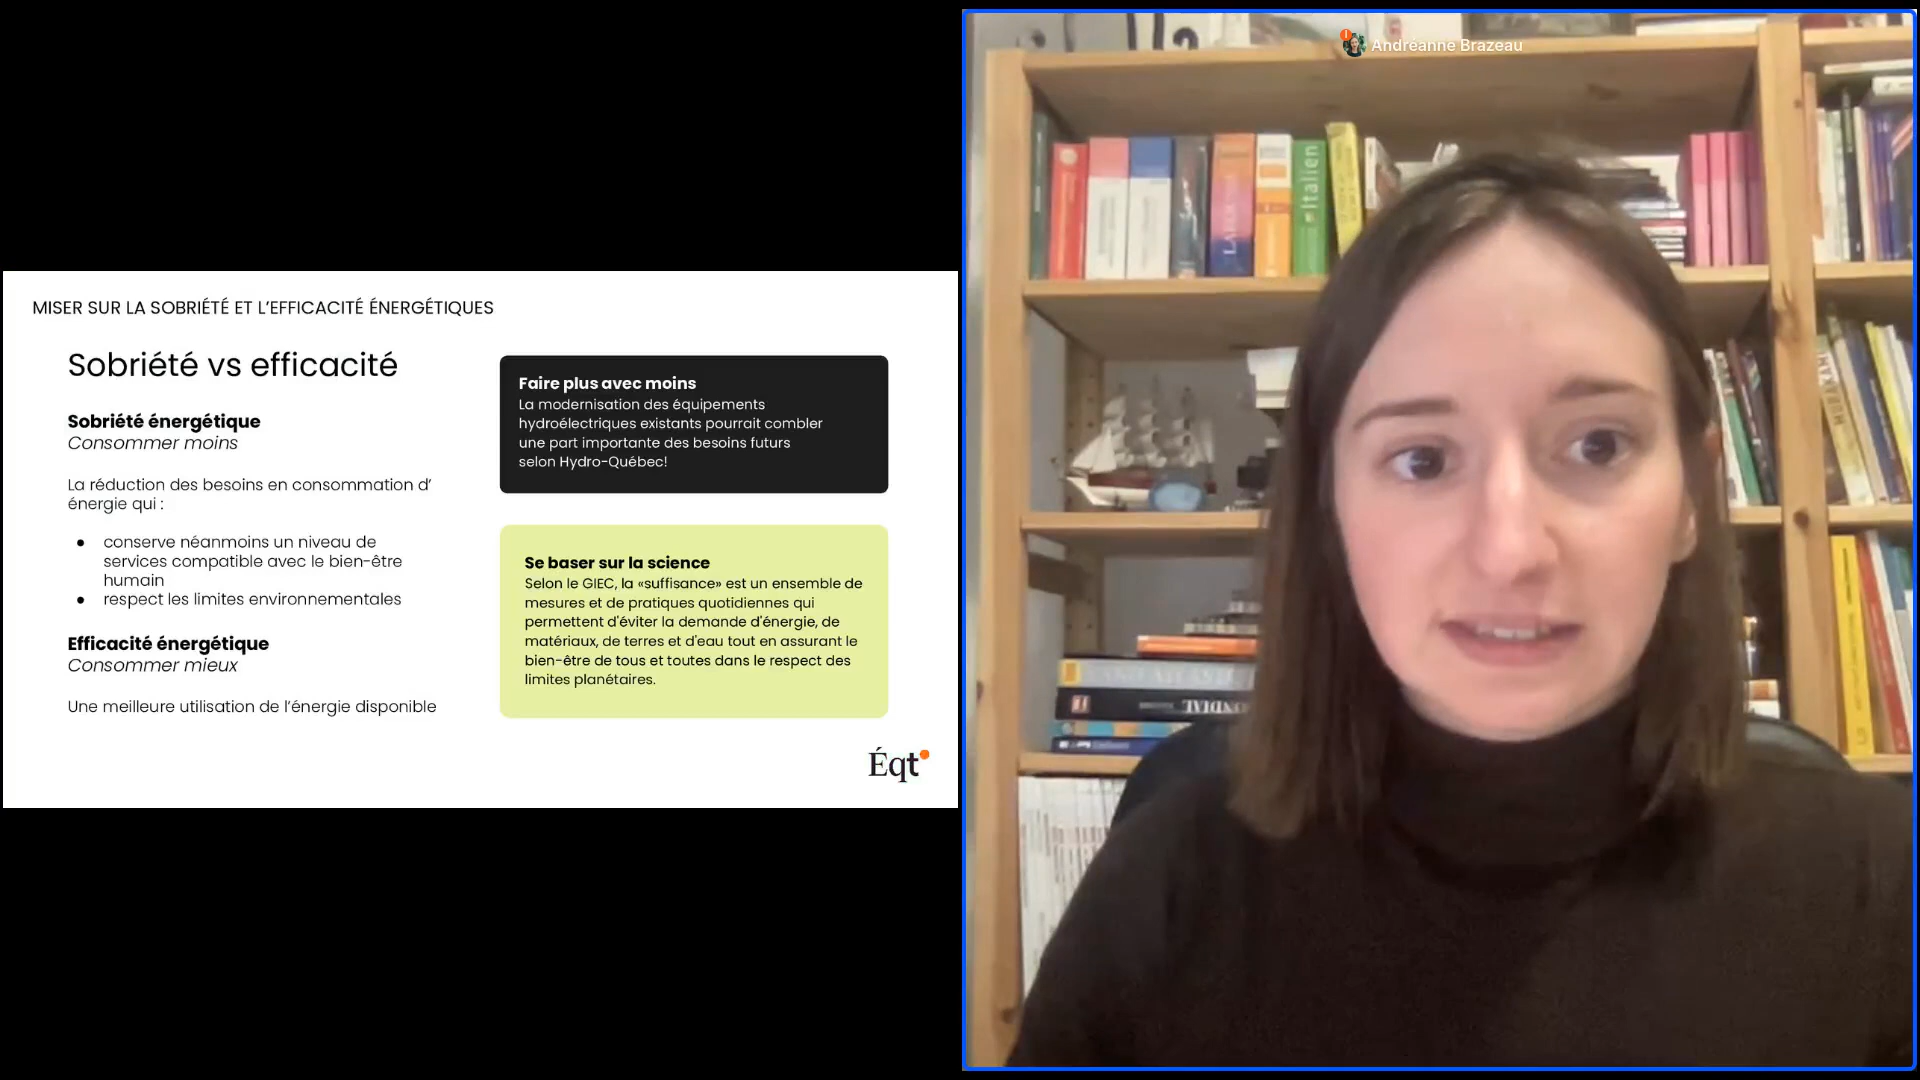 MISER SUR LA SOBRIÉTÉ ET L'EFFICACITÉ ÉNERGÉTIQUES
Sobriété vs efficacité
Sobriété énergétique
Consommer moins
La réduction des besoins en consommation d'
énergie qui :
● conserve néanmoins un niveau de
services compatible avec le bien-être
humain
● respect les limites environnementales
Efficacité énergétique
Consommer mieux
Une meilleure utilisation de l'énergie disponible
Faire plus avec moins
La modernisation des équipements
hydroélectriques existants pourrait combler
une part importante des besoins futurs
selon Hydro-Québec!
Se baser sur la science
Selon le GIEC, la «suffisance» est un ensemble de
mesures et de pratiques quotidiennes qui
permettent d'éviter la demande d'énergie, de
matériaux, de terres et d'eau tout en assurant le
bien-être de tous et toutes dans le respect des
limites planétaires.
Éqt
Andréanne Brazeau
Italien